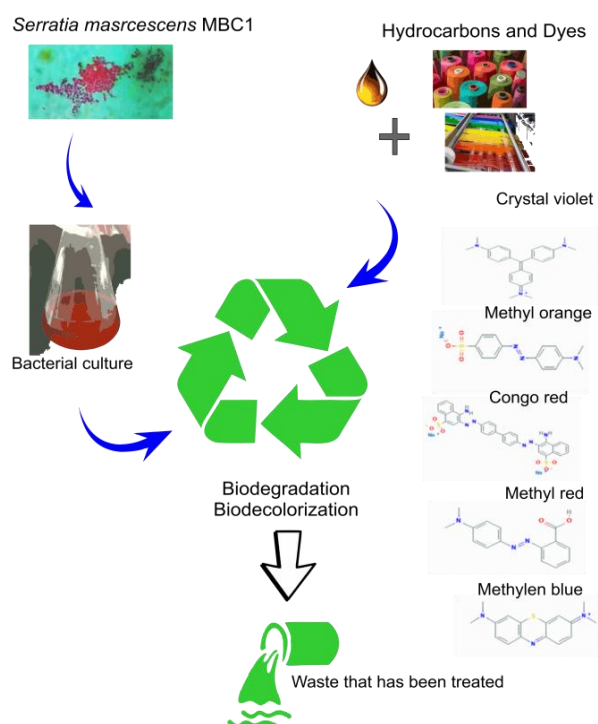 Serratia masrcescens MBC1
Hydrocarbons and Dyes
Crystal violet
Methyl orange
Bacterial culture
Congo red
Biodegradation
Biodecolorization
Methyl red
Methylen blue
Waste that has been treated